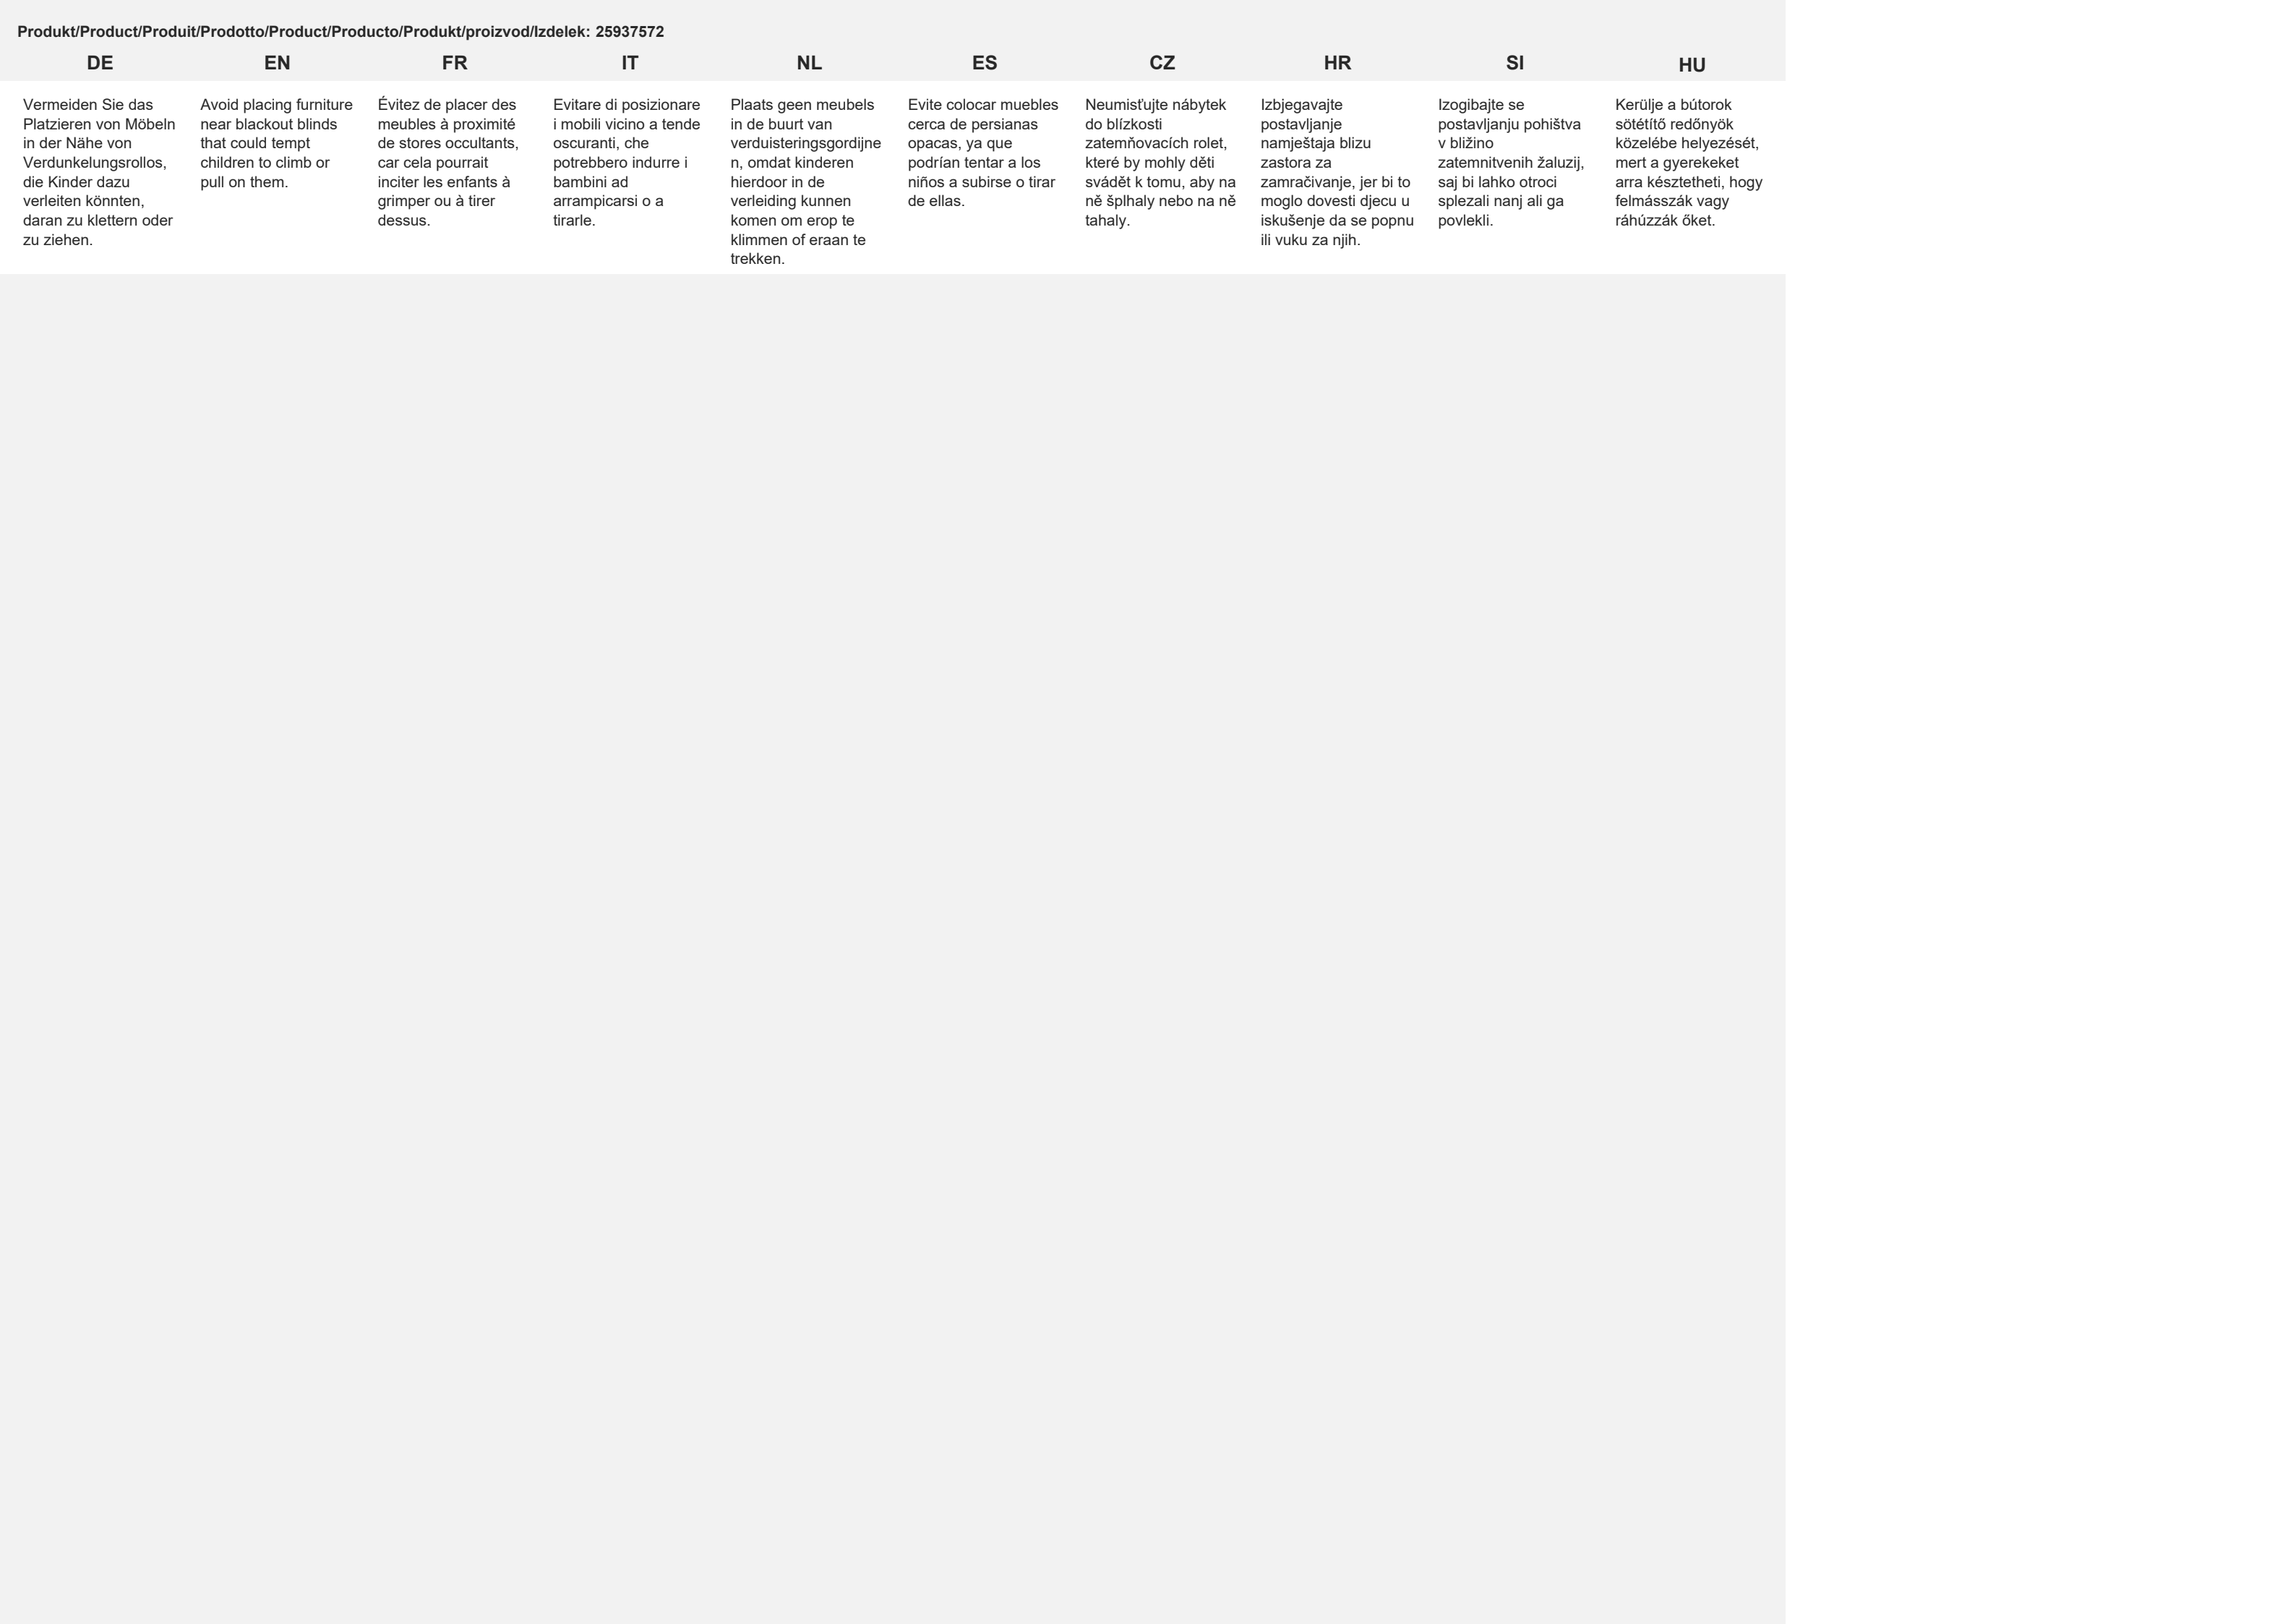 Produkt/Product/Produit/Prodotto/Product/Producto/Produkt/proizvod/Izdelek: 25937572
DE
Vermeiden Sie das
Platzieren von Möbeln
in der Nähe von
Verdunkelungsrollos,
die Kinder dazu
verleiten könnten,
daran zu klettern oder
zu ziehen.
EN
Avoid placing furniture
near blackout blinds
that could tempt
children to climb or
pull on them.
FR
Évitez de placer des
meubles à proximité
de stores occultants,
car cela pourrait
inciter les enfants à
grimper ou à tirer
dessus.
IT
Evitare di posizionare
i mobili vicino a tende
oscuranti, che
potrebbero indurre i
bambini ad
arrampicarsi o a
tirarle.
NL
Plaats geen meubels
in de buurt van
verduisteringsgordijne
n, omdat kinderen
hierdoor in de
verleiding kunnen
komen om erop te
klimmen of eraan te
trekken.
ES
Evite colocar muebles
cerca de persianas
opacas, ya que
podrían tentar a los
niños a subirse o tirar
de ellas.
CZ
Neumisťujte nábytek
do blízkosti
zatemňovacích rolet,
které by mohly děti
svádět k tomu, aby na
ně šplhaly nebo na ně
tahaly.
HR
Izbjegavajte
postavljanje
namještaja blizu
zastora za
zamračivanje, jer bi to
moglo dovesti djecu u
iskušenje da se popnu
ili vuku za njih.
SI
Izogibajte se
postavljanju pohištva
v bližino
zatemnitvenih žaluzij,
saj bi lahko otroci
splezali nanj ali ga
povlekli.
HU
Kerülje a bútorok
sötétítő redőnyök
közelébe helyezését,
mert a gyerekeket
arra késztetheti, hogy
felmásszák vagy
ráhúzzák őket.